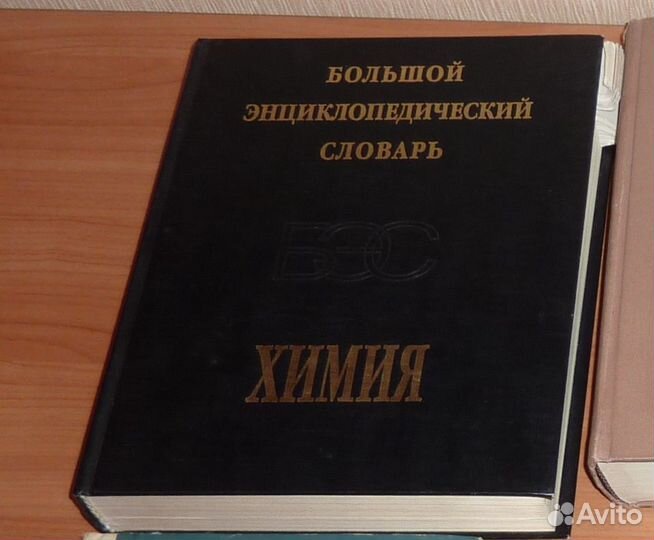 БОЛЬШОЙ
ЭНЦИКЛОПЕДИЧЕСКИЙ
СЛОВАРЬ
БЭС
ХИМИЯ
Avito